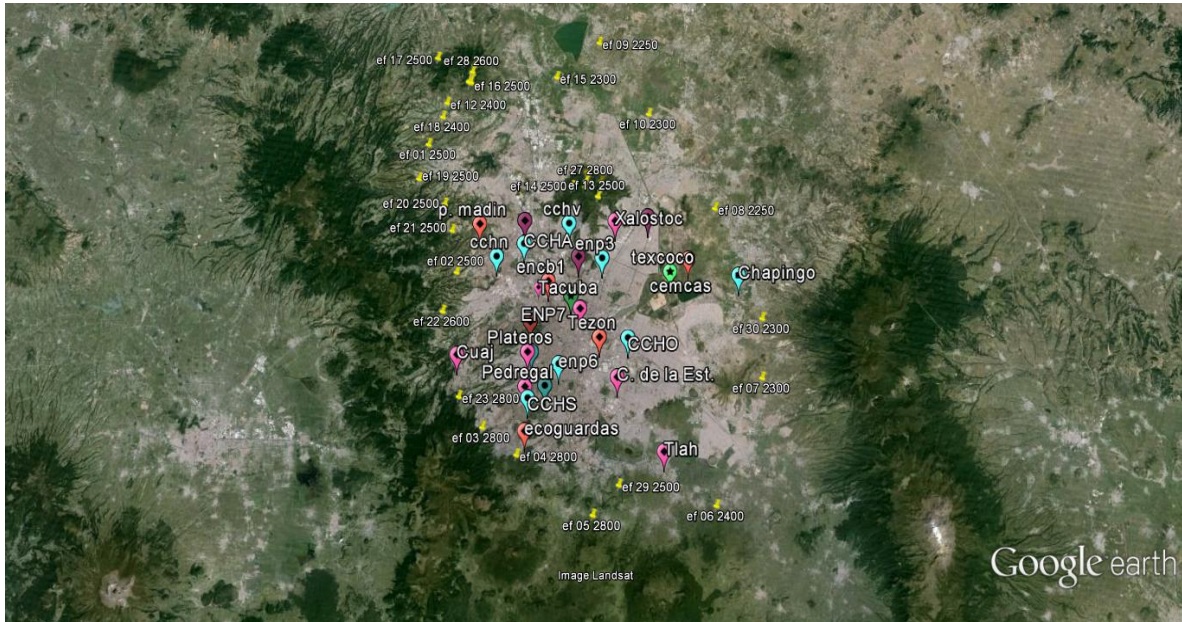 ef 09 2250
ef 17 2500
ef 28 2600
ef 15 2300
ef 16 2500
ef 12 2400
ef 10 2300
ef 18 2400
ef 01 2500
ef 27 2800
ef 19 2500
ef 14 2500
ef 13 2500
ef 20 2500
p. madin
cchv
Xalostoc
ef 08 2250
ef 21 2500
cchn
CCHA
enp3
ef 02 2500
encb1
texcoco
Chapingo
Tacuba
cemcas
ENP7
Tezon
ef 22 2600
ef 30 2300
Plateros
CCHO
Cuaj
enp6
Pedregal
C. de la Est.
ef 07 2300
ef 23 2800
CCHS
ecoguardas
ef 03 2800
Tlah
ef 04 2800
ef 29 2500
ef 06 2400
ef 05 2800
Google earth
Image Landsat